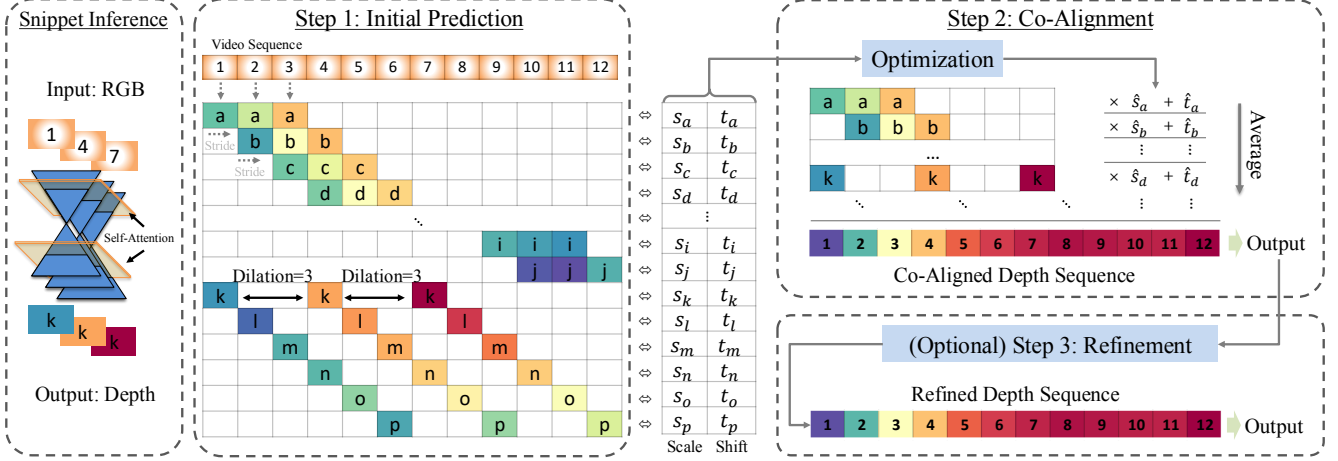 Snippet Inference
Input: RGB
1
4
7
Self-Attention
k
k
k
Output: Depth
Step 1: Initial Prediction
Video Sequence
1 2 3 4 5 6 7 8 9 10 11 12
a a a
Stride
b b b
Stride
c c c
d d d
⋱
i i i
j j j
Dilation=3 Dilation=3
k k k
l l l
m m m
n n n
o o o
p p p
⇔ s_a t_a
⇔ s_b t_b
⇔ s_c t_c
⇔ s_d t_d
⇔ ⋮
⇔ s_i t_i
⇔ s_j t_j
⇔ s_k t_k
⇔ s_l t_l
⇔ s_m t_m
⇔ s_n t_n
⇔ s_o t_o
⇔ s_p t_p
Scale Shift
Step 2: Co-Alignment
Optimization
a a a × ŝ_a + t̂_a
b b b × ŝ_b + t̂_b
... ⋮ ⋮
k k k × ŝ_d + t̂_d
⋱ ⋱ ⋮ ⋮
Average
1 2 3 4 5 6 7 8 9 10 11 12 Output
Co-Aligned Depth Sequence
(Optional) Step 3: Refinement
Refined Depth Sequence
1 2 3 4 5 6 7 8 9 10 11 12 Output